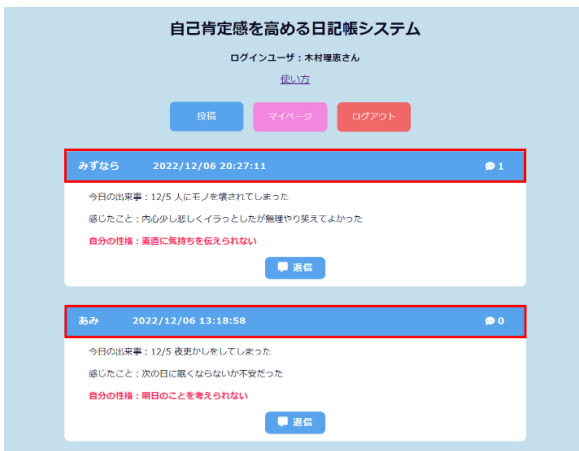 自己肯定感を高める日記帳システム
ログインユーザ：木村理恵さん
使い方
投稿 マイページ ログアウト
みずなら 2022/12/06 20:27:11 1
今日の出来事：12/5 人にモノを壊されてしまった
感じたこと：内心少し悲しくイラっとしたが無理やり笑えてよかった
自分の性格：素直に気持ちを伝えられない
返信
あみ 2022/12/06 13:18:58 0
今日の出来事：12/5 夜更かしをしてしまった
感じたこと：次の日に眠くならないか不安だった
自分の性格：明日のことを考えられない
返信